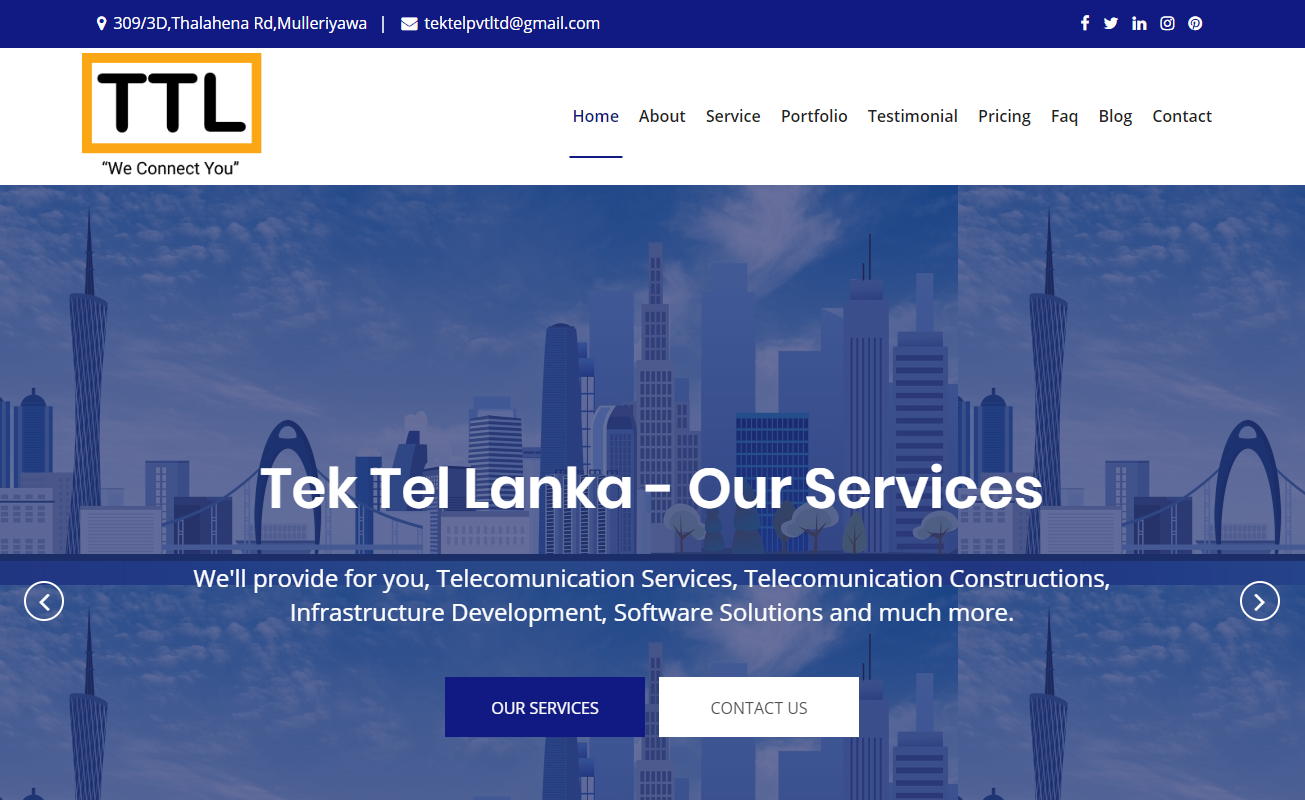 309/3D,Thalahena Rd,Mulleriyawa | tektelpvtltd@gmail.com
TTL
“We Connect You”
Home About Service Portfolio Testimonial Pricing Faq Blog Contact
Tek Tel Lanka - Our Services
We'll provide for you, Telecomunication Services, Telecomunication Constructions,
Infrastructure Development, Software Solutions and much more.
OUR SERVICES CONTACT US